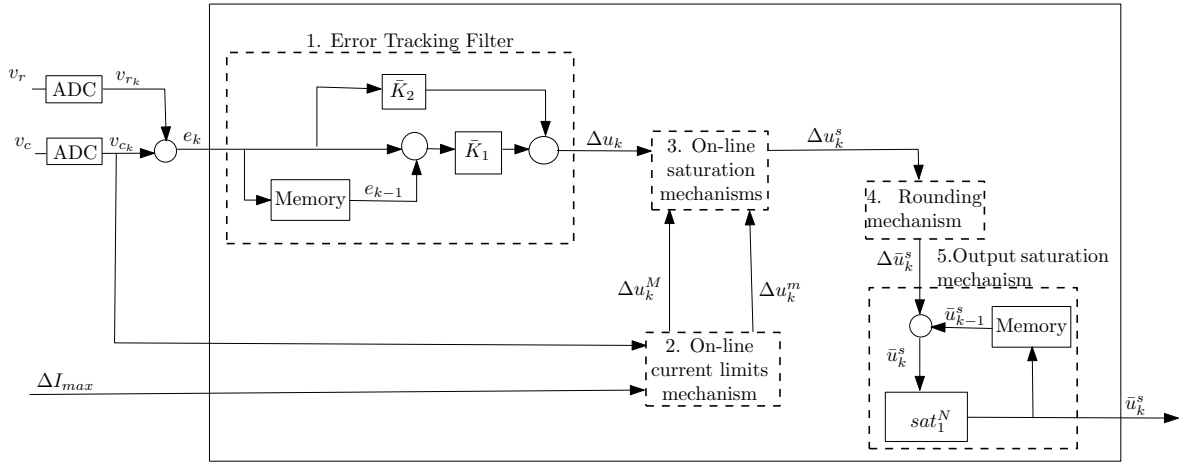 1. Error Tracking Filter
v_r
ADC
v_{r_k}
K̄_2
v_c
ADC
v_{c_k}
e_k
K̄_1
Δu_k
3. On-line
saturation
mechanisms
Δu_k^s
Memory
e_{k−1}
4. Rounding
mechanism
Δū_k^s
5.Output saturation
mechanism
Δu_k^M
Δu_k^m
ū_{k−1}^s
Memory
ū_k^s
2. On-line
current limits
mechanism
ΔI_{max}
sat_1^N
ū_k^s